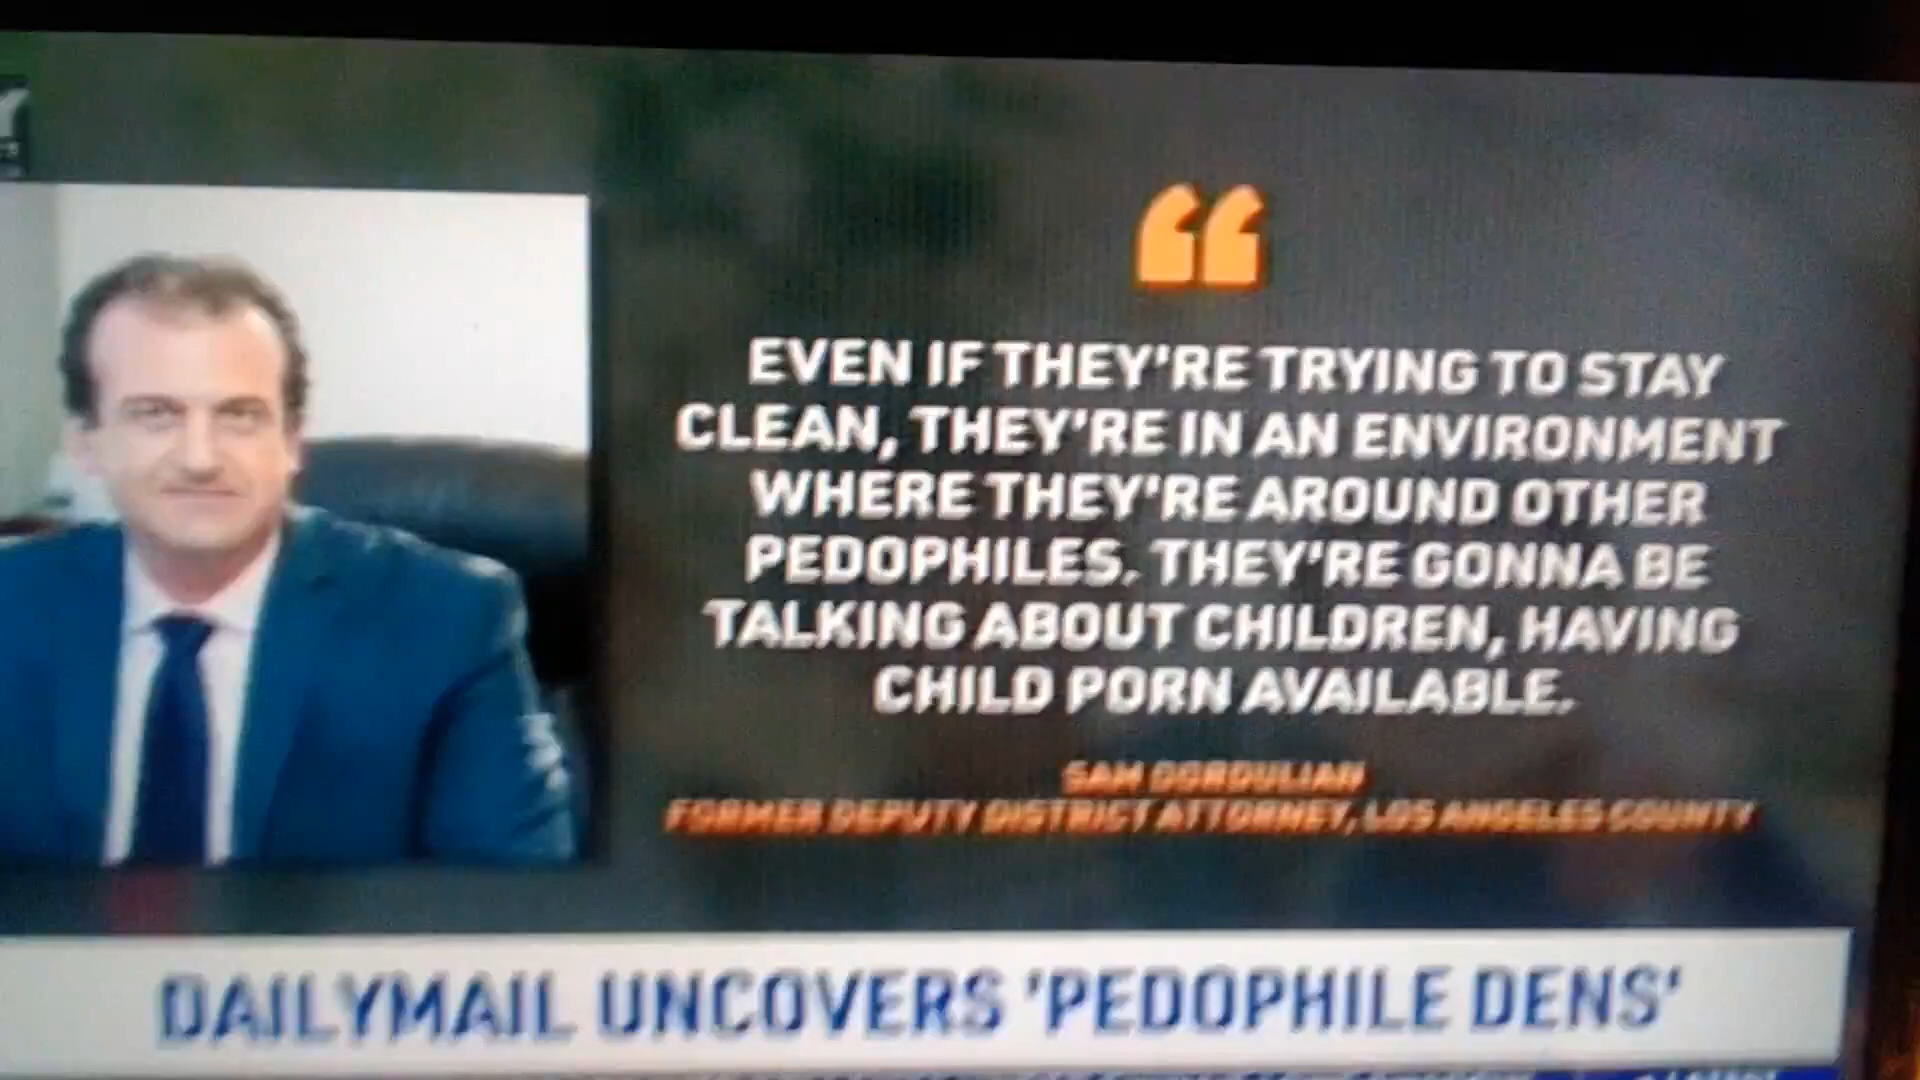 EVEN IF THEY'RE TRYING TO STAY
CLEAN, THEY'RE IN AN ENVIRONMENT
WHERE THEY'RE AROUND OTHER
PEDOPHILES. THEY'RE GONNA BE
TALKING ABOUT CHILDREN, HAVING
CHILD PORN AVAILABLE.
SAM DORDULIAN
FORMER DEPUTY DISTRICT ATTORNEY, LOS ANGELES COUNTY
DAILYMAIL UNCOVERS 'PEDOPHILE DENS'